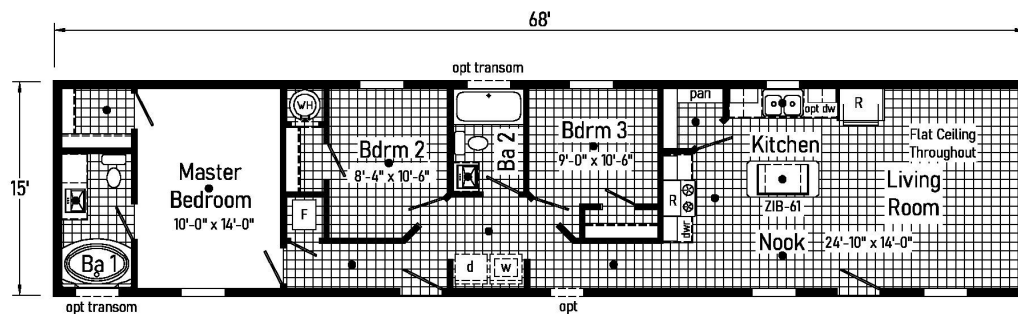 68'
opt transom
15'
WH
pan
opt dw
R
Master
Bedroom
10'-0" x 14'-0"
Bdrm 2
8'-4" x 10'-6"
Ba 2
Bdrm 3
9'-0" x 10'-6"
Kitchen
Flat Ceiling
Throughout
Living
Room
24'-10" x 14'-0"
ZIB-61
R
dwr
Nook
F
Ba 1
d
w
opt transom
opt